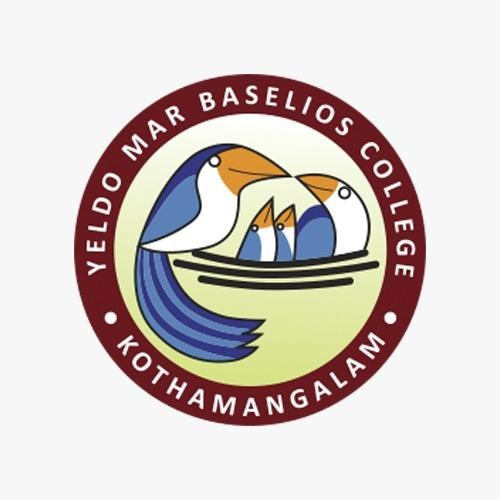 YELDO MAR BASELIOS COLLEGE
KOTHAMANGALAM